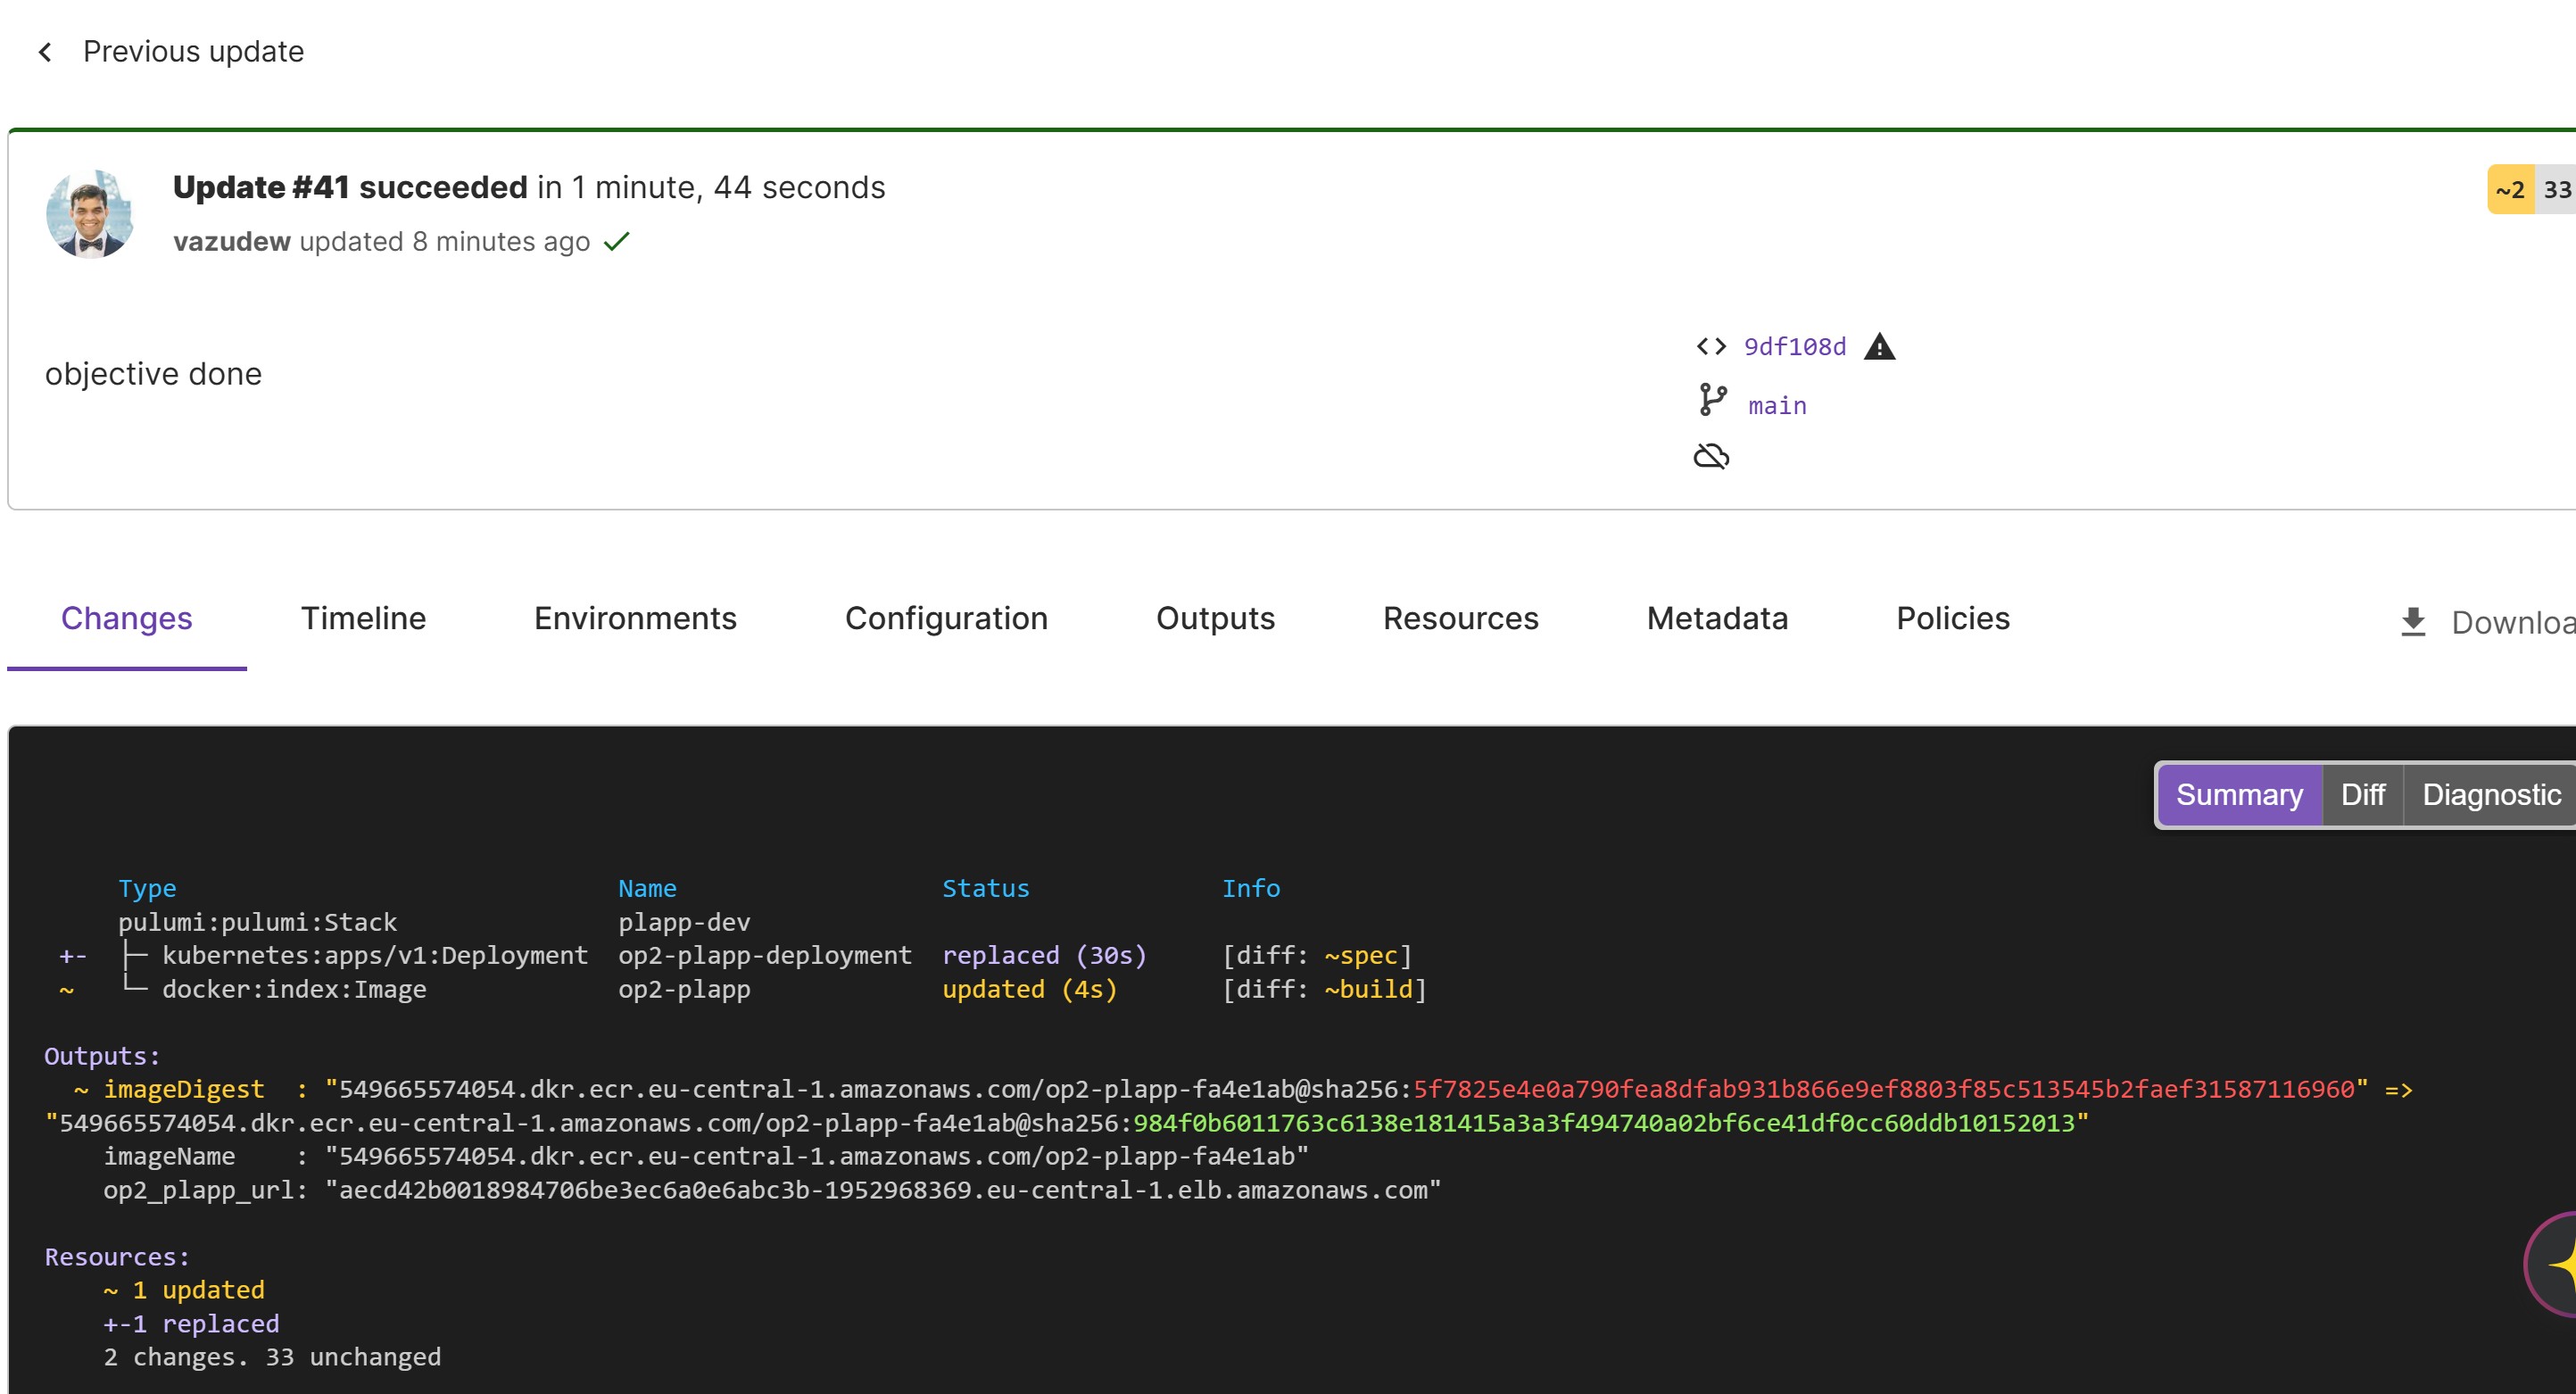 Previous update
Update #41 succeeded in 1 minute, 44 seconds
~2 33
vazudew updated 8 minutes ago
objective done
9df108d
main
Changes Timeline Environments Configuration Outputs Resources Metadata Policies
Summary Diff Diagnostic
Type Name Status Info
pulumi:pulumi:Stack plapp-dev
+- ├─ kubernetes:apps/v1:Deployment op2-plapp-deployment replaced (30s) [diff: ~spec]
~ └─ docker:index:Image op2-plapp updated (4s) [diff: ~build]
Outputs:
~ imageDigest : "549665574054.dkr.ecr.eu-central-1.amazonaws.com/op2-plapp-fa4e1ab@sha256:5f7825e4e0a790fea8dfab931b866e9ef8803f85c513545b2faef31587116960" =>
"549665574054.dkr.ecr.eu-central-1.amazonaws.com/op2-plapp-fa4e1ab@sha256:984f0b6011763c6138e181415a3a3f494740a02bf6ce41df0cc60ddb10152013"
imageName : "549665574054.dkr.ecr.eu-central-1.amazonaws.com/op2-plapp-fa4e1ab"
op2_plapp_url: "aecd42b0018984706be3ec6a0e6abc3b-1952968369.eu-central-1.elb.amazonaws.com"
Resources:
~ 1 updated
+-1 replaced
2 changes. 33 unchanged